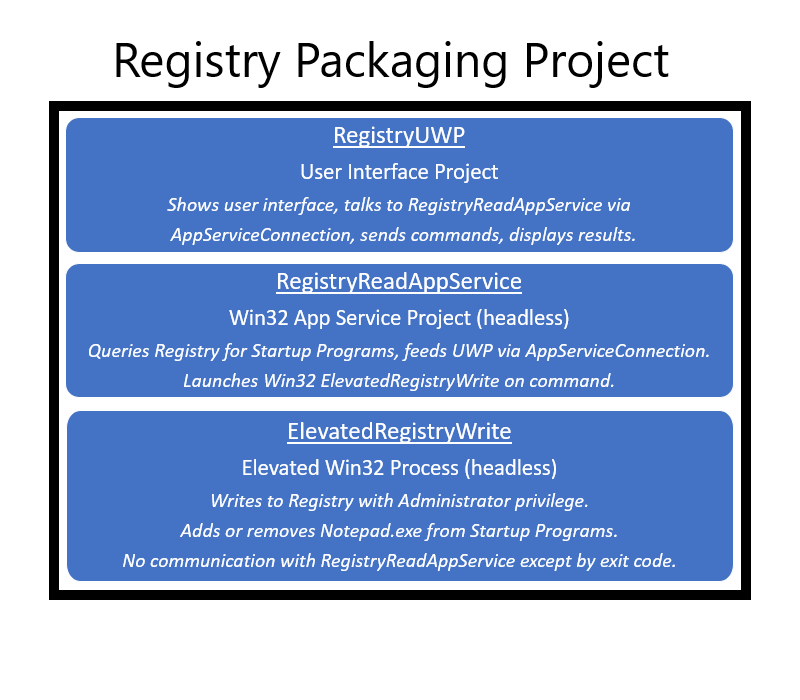 Registry Packaging Project
RegistryUWP
User Interface Project
Shows user interface, talks to RegistryReadAppService via
AppServiceConnection, sends commands, displays results.
RegistryReadAppService
Win32 App Service Project (headless)
Queries Registry for Startup Programs, feeds UWP via AppServiceConnection.
Launches Win32 ElevatedRegistryWrite on command.
ElevatedRegistryWrite
Elevated Win32 Process (headless)
Writes to Registry with Administrator privilege.
Adds or removes Notepad.exe from Startup Programs.
No communication with RegistryReadAppService except by exit code.